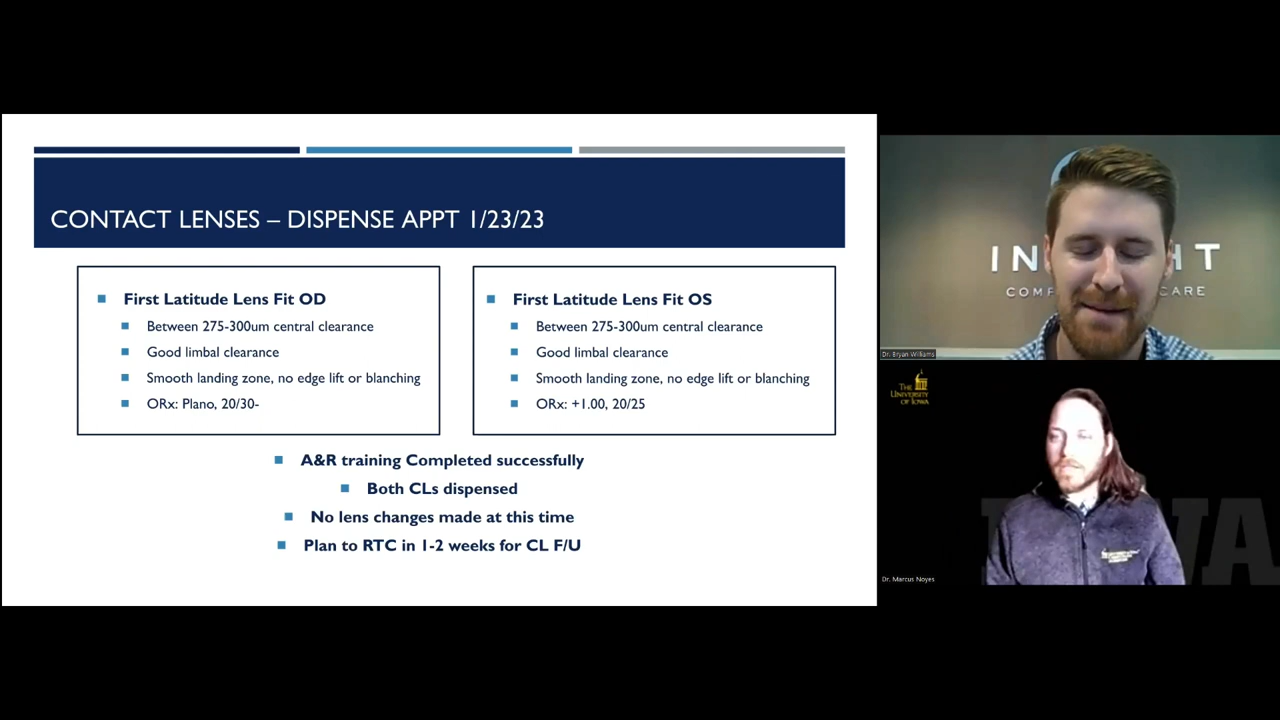 CONTACT LENSES – DISPENSE APPT 1/23/23
First Latitude Lens Fit OD
Between 275-300um central clearance
Good limbal clearance
Smooth landing zone, no edge lift or blanching
ORx: Plano, 20/30-
First Latitude Lens Fit OS
Between 275-300um central clearance
Good limbal clearance
Smooth landing zone, no edge lift or blanching
ORx: +1.00, 20/25
A&R training Completed successfully
Both CLs dispensed
No lens changes made at this time
Plan to RTC in 1-2 weeks for CL F/U
Dr. Bryan Williams
THE
UNIVERSITY
OF IOWA
Dr. Marcus Noyes